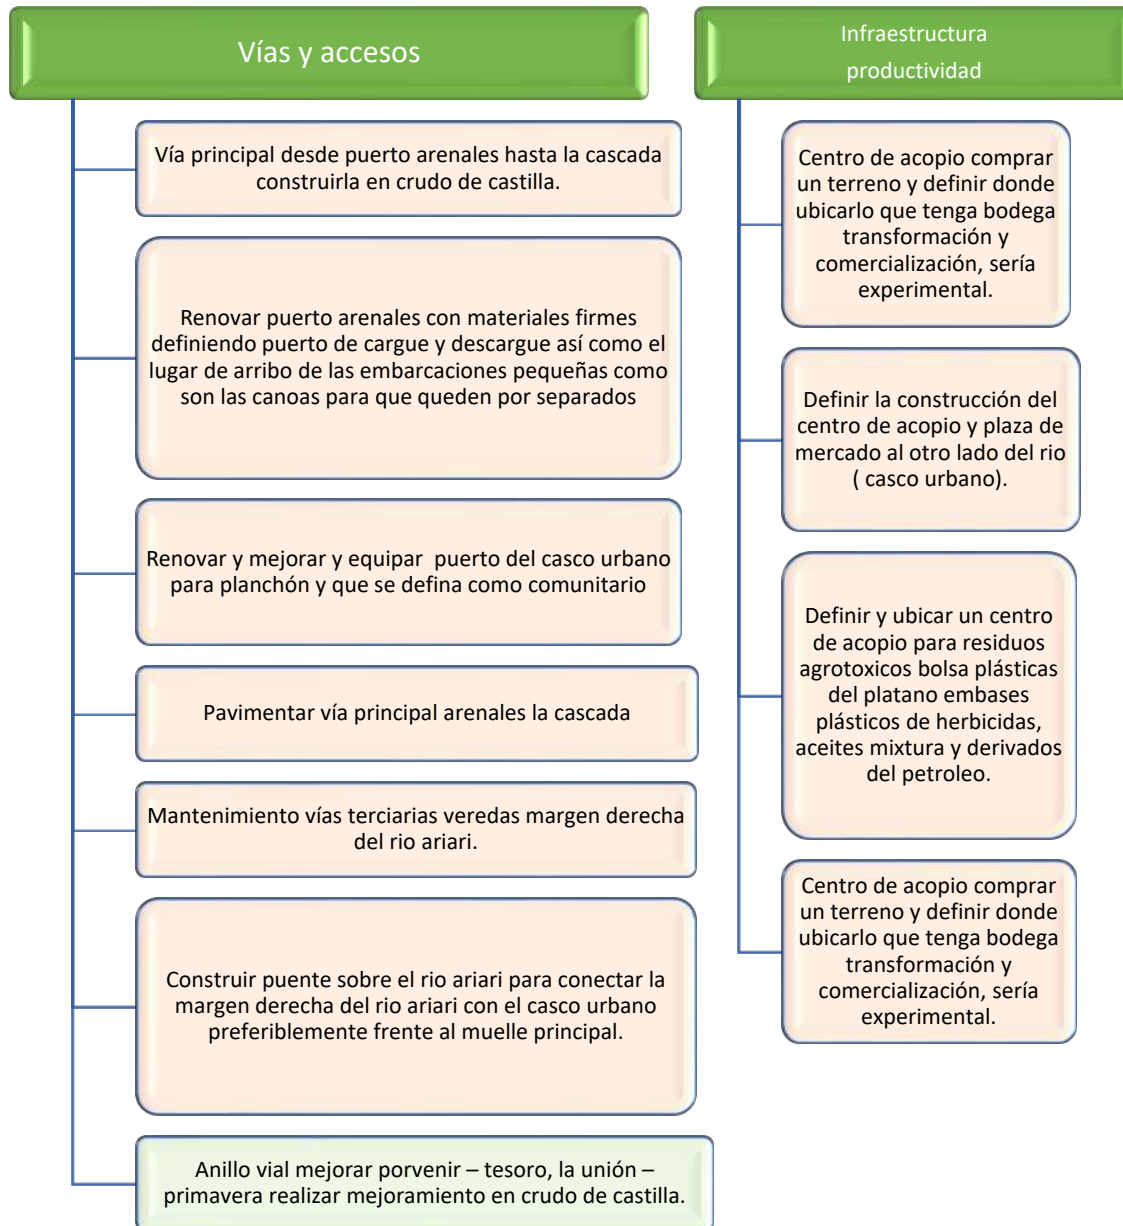 Vías y accesos
Vía principal desde puerto arenales hasta la cascada
construirla en crudo de castilla.
Renovar puerto arenales con materiales firmes
definiendo puerto de cargue y descargue así como el
lugar de arribo de las embarcaciones pequeñas como
son las canoas para que queden por separados
Renovar y mejorar y equipar  puerto del casco urbano
para planchón y que se defina como comunitario
Pavimentar vía principal arenales la cascada
Mantenimiento vías terciarias veredas margen derecha
del rio ariari.
Construir puente sobre el rio ariari para conectar la
margen derecha del rio ariari con el casco urbano
preferiblemente frente al muelle principal.
Anillo vial mejorar porvenir – tesoro, la unión –
primavera realizar mejoramiento en crudo de castilla.
Infraestructura
productividad
Centro de acopio comprar
un terreno y definir donde
ubicarlo que tenga bodega
transformación y
comercialización, sería
experimental.
Definir la construcción del
centro de acopio y plaza de
mercado al otro lado del rio
( casco urbano).
Definir y ubicar un centro
de acopio para residuos
agrotoxicos bolsa plásticas
del platano embases
plásticos de herbicidas,
aceites mixtura y derivados
del petroleo.
Centro de acopio comprar
un terreno y definir donde
ubicarlo que tenga bodega
transformación y
comercialización, sería
experimental.